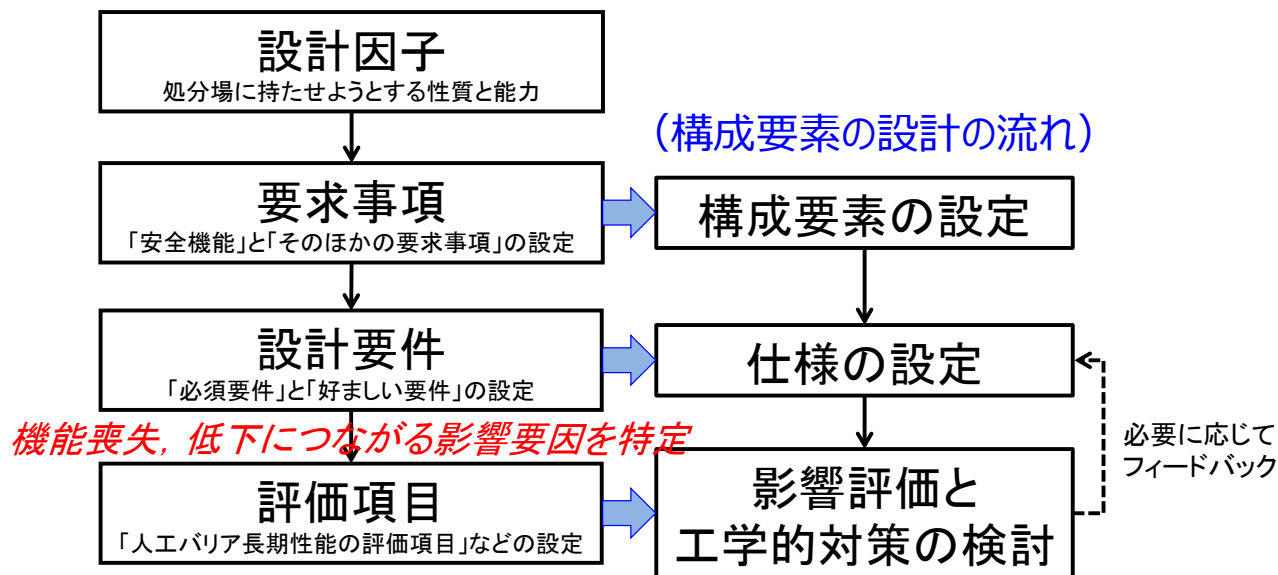 設計因子
処分場に持たせようとする性質と能力
(構成要素の設計の流れ)
要求事項
「安全機能」と「そのほかの要求事項」の設定
構成要素の設定
設計要件
「必須要件」と「好ましい要件」の設定
仕様の設定
機能喪失, 低下につながる影響要因を特定
必要に応じて
フィードバック
評価項目
「人工バリア長期性能の評価項目」などの設定
影響評価と
工学的対策の検討